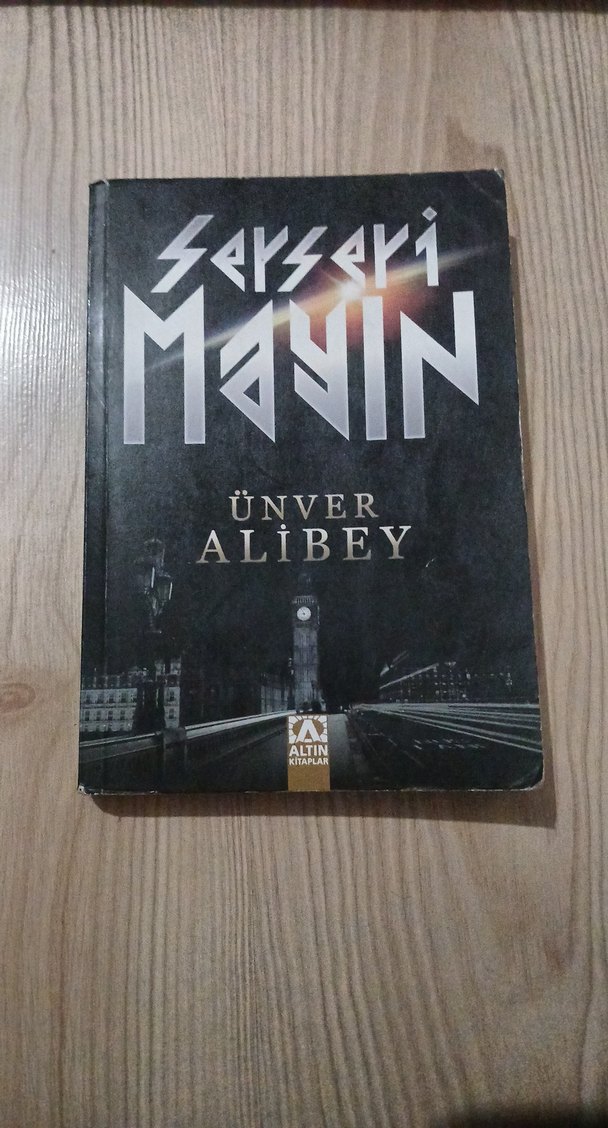 Serseri
MAYIN
ÜNVER
ALİBEY
ALTIN
KİTAPLAR